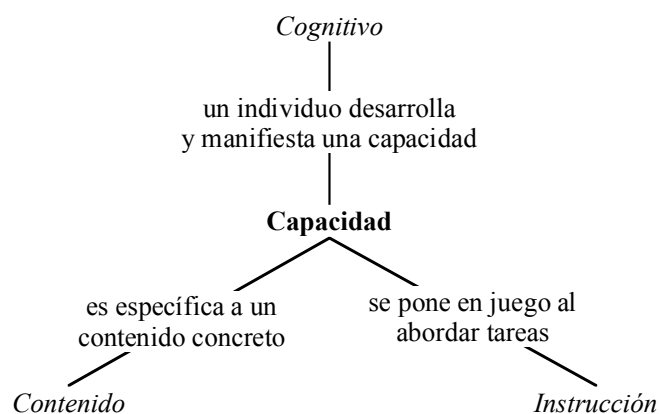 Cognitivo
un individuo desarrolla
y manifiesta una capacidad
Capacidad
es específica a un
contenido concreto
se pone en juego al
abordar tareas
Contenido
Instrucción